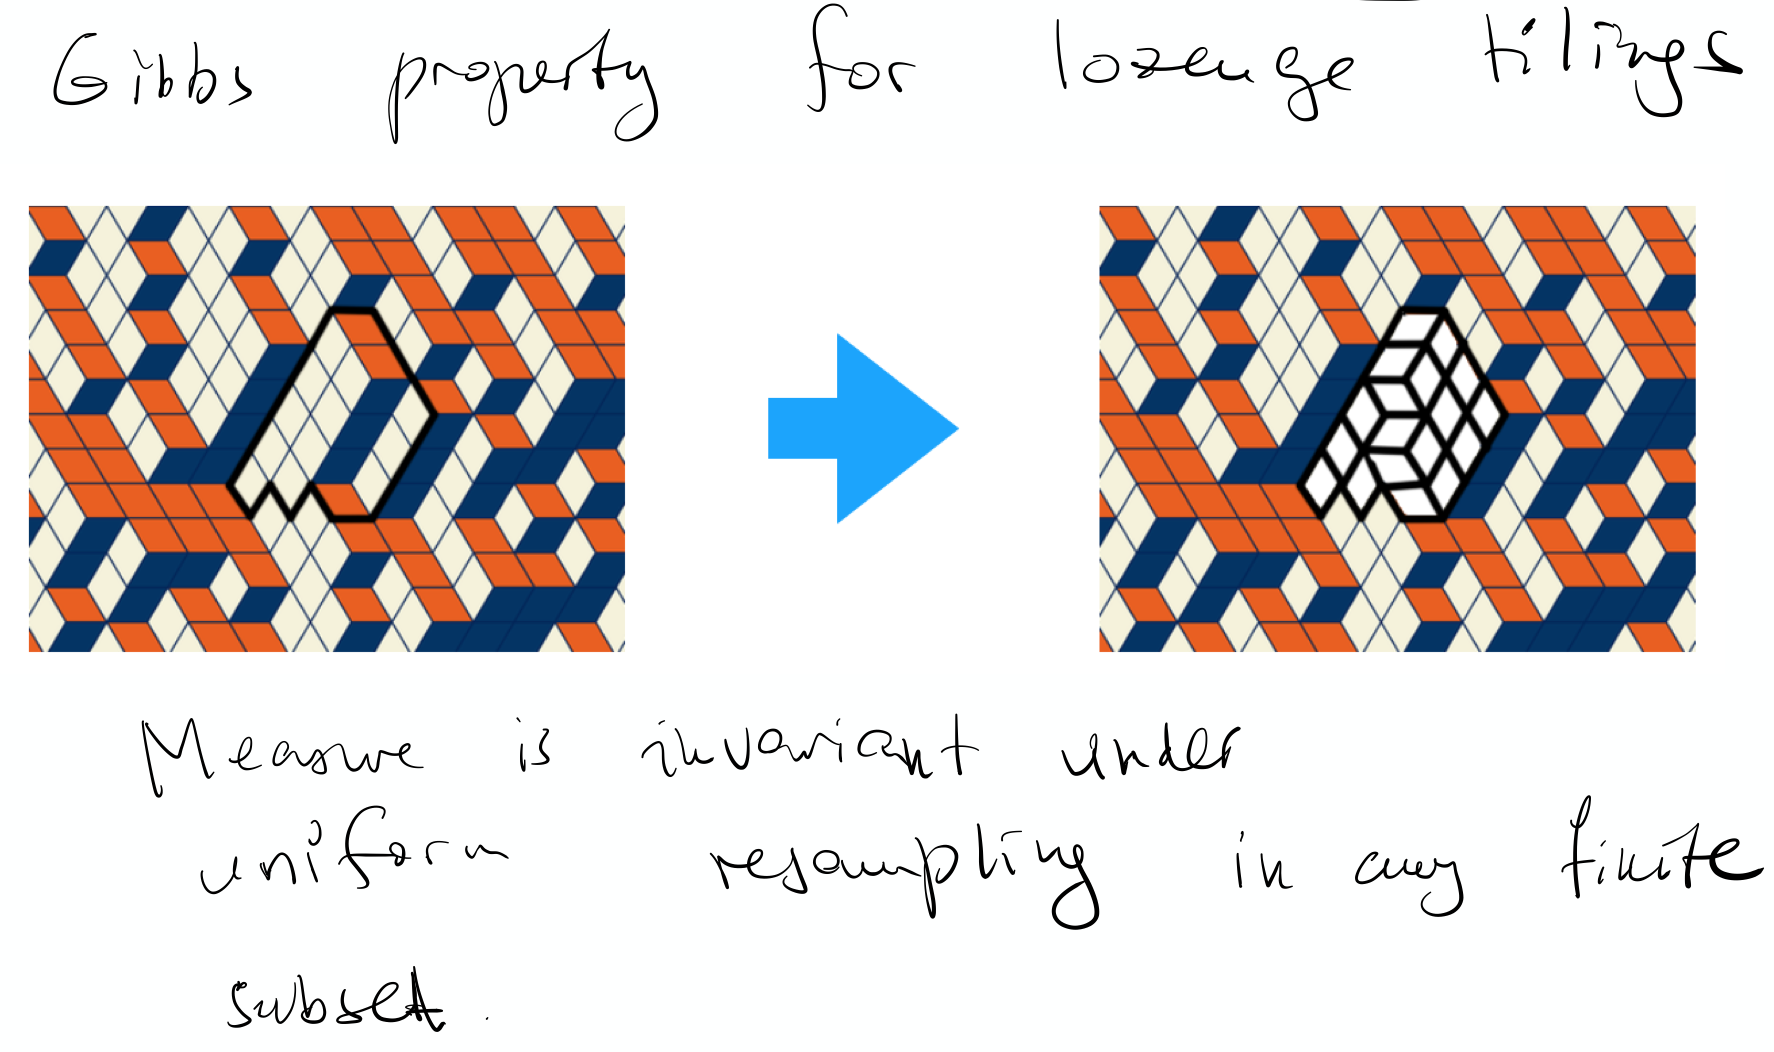 Gibbs property for lozenge tilings
Measure is invariant under
uniform resampling in any finite
subset.